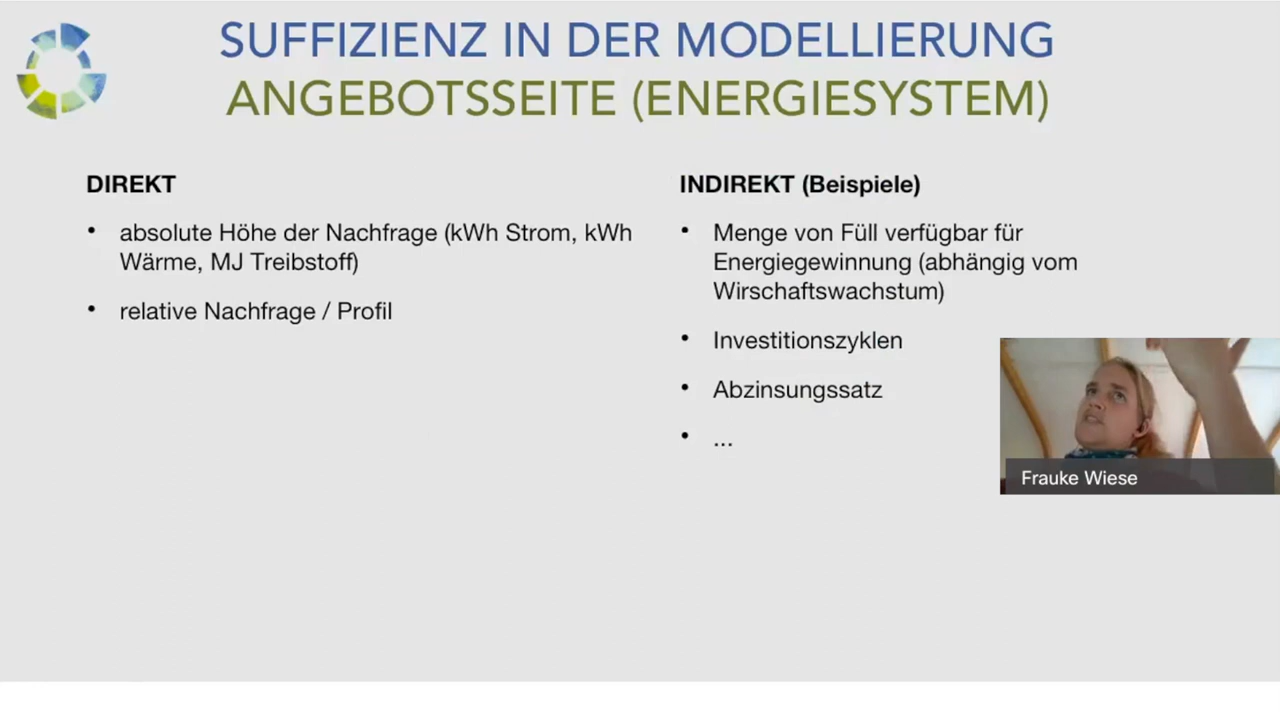 SUFFIZIENZ IN DER MODELLIERUNG
ANGEBOTSSEITE (ENERGIESYSTEM)
DIREKT
• absolute Höhe der Nachfrage (kWh Strom, kWh
Wärme, MJ Treibstoff)
• relative Nachfrage / Profil
INDIREKT (Beispiele)
• Menge von Füll verfügbar für
Energiegewinnung (abhängig vom
Wirschaftswachstum)
• Investitionszyklen
• Abzinsungssatz
• ...
Frauke Wiese